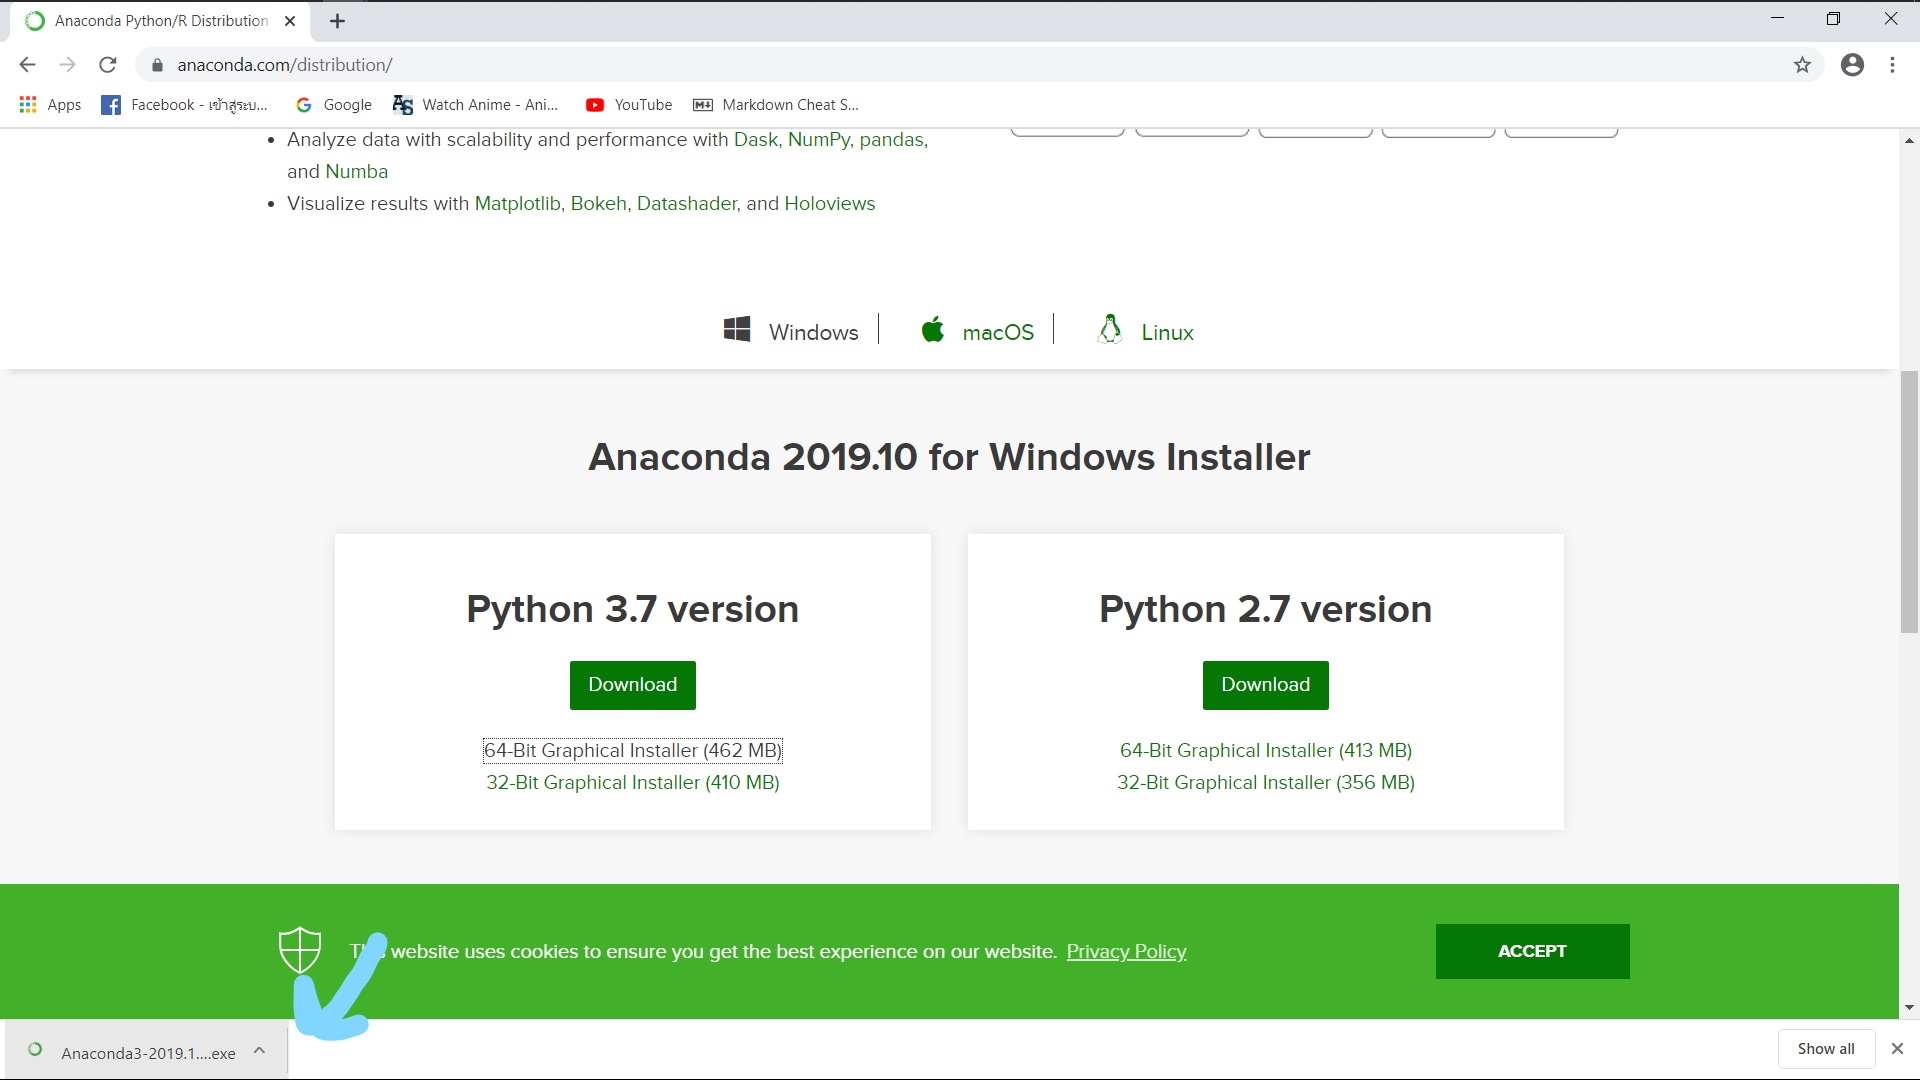 Anaconda Python/R Distribution
anaconda.com/distribution/
Apps
Facebook - เข้าสู่ระบ...
Google
Watch Anime - Ani...
YouTube
Markdown Cheat S...
• Analyze data with scalability and performance with Dask, NumPy, pandas,
and Numba
• Visualize results with Matplotlib, Bokeh, Datashader, and Holoviews
Windows
macOS
Linux
Anaconda 2019.10 for Windows Installer
Python 3.7 version
Download
64-Bit Graphical Installer (462 MB)
32-Bit Graphical Installer (410 MB)
Python 2.7 version
Download
64-Bit Graphical Installer (413 MB)
32-Bit Graphical Installer (356 MB)
website uses cookies to ensure you get the best experience on our website. Privacy Policy
ACCEPT
Anaconda3-2019.1....exe
Show all